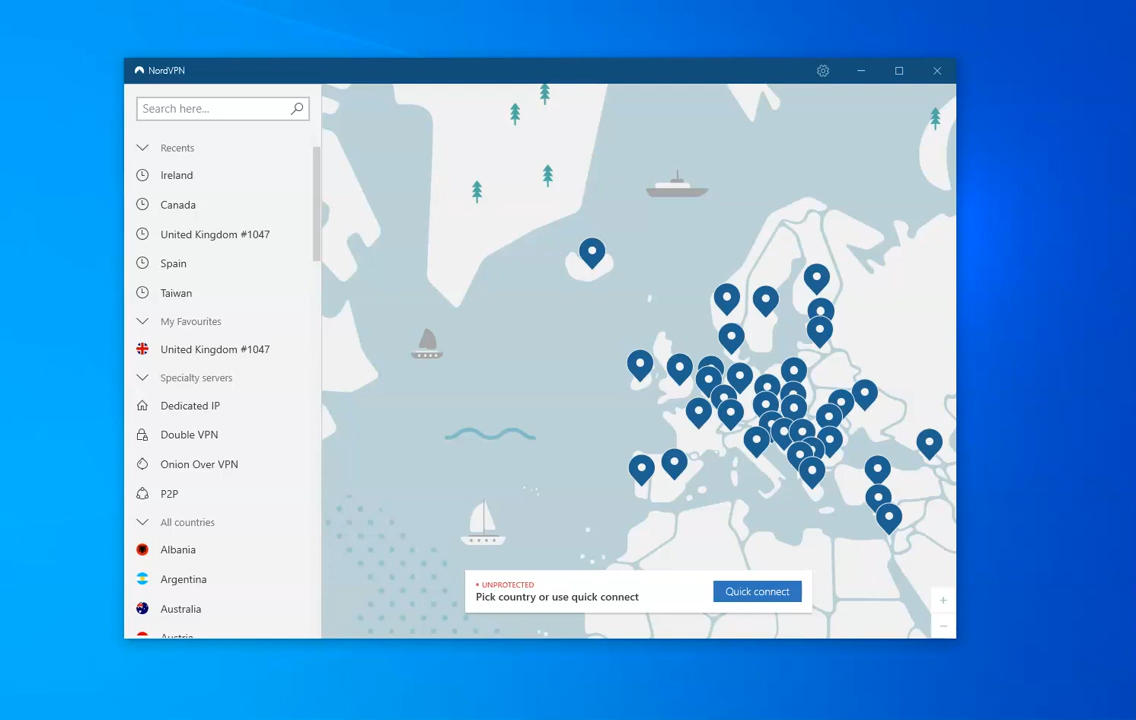 NordVPN
Search here...
Recents
Ireland
Canada
United Kingdom #1047
Spain
Taiwan
My Favourites
United Kingdom #1047
Specialty servers
Dedicated IP
Double VPN
Onion Over VPN
P2P
All countries
Albania
Argentina
Australia
Austria
UNPROTECTED
Pick country or use quick connect
Quick connect